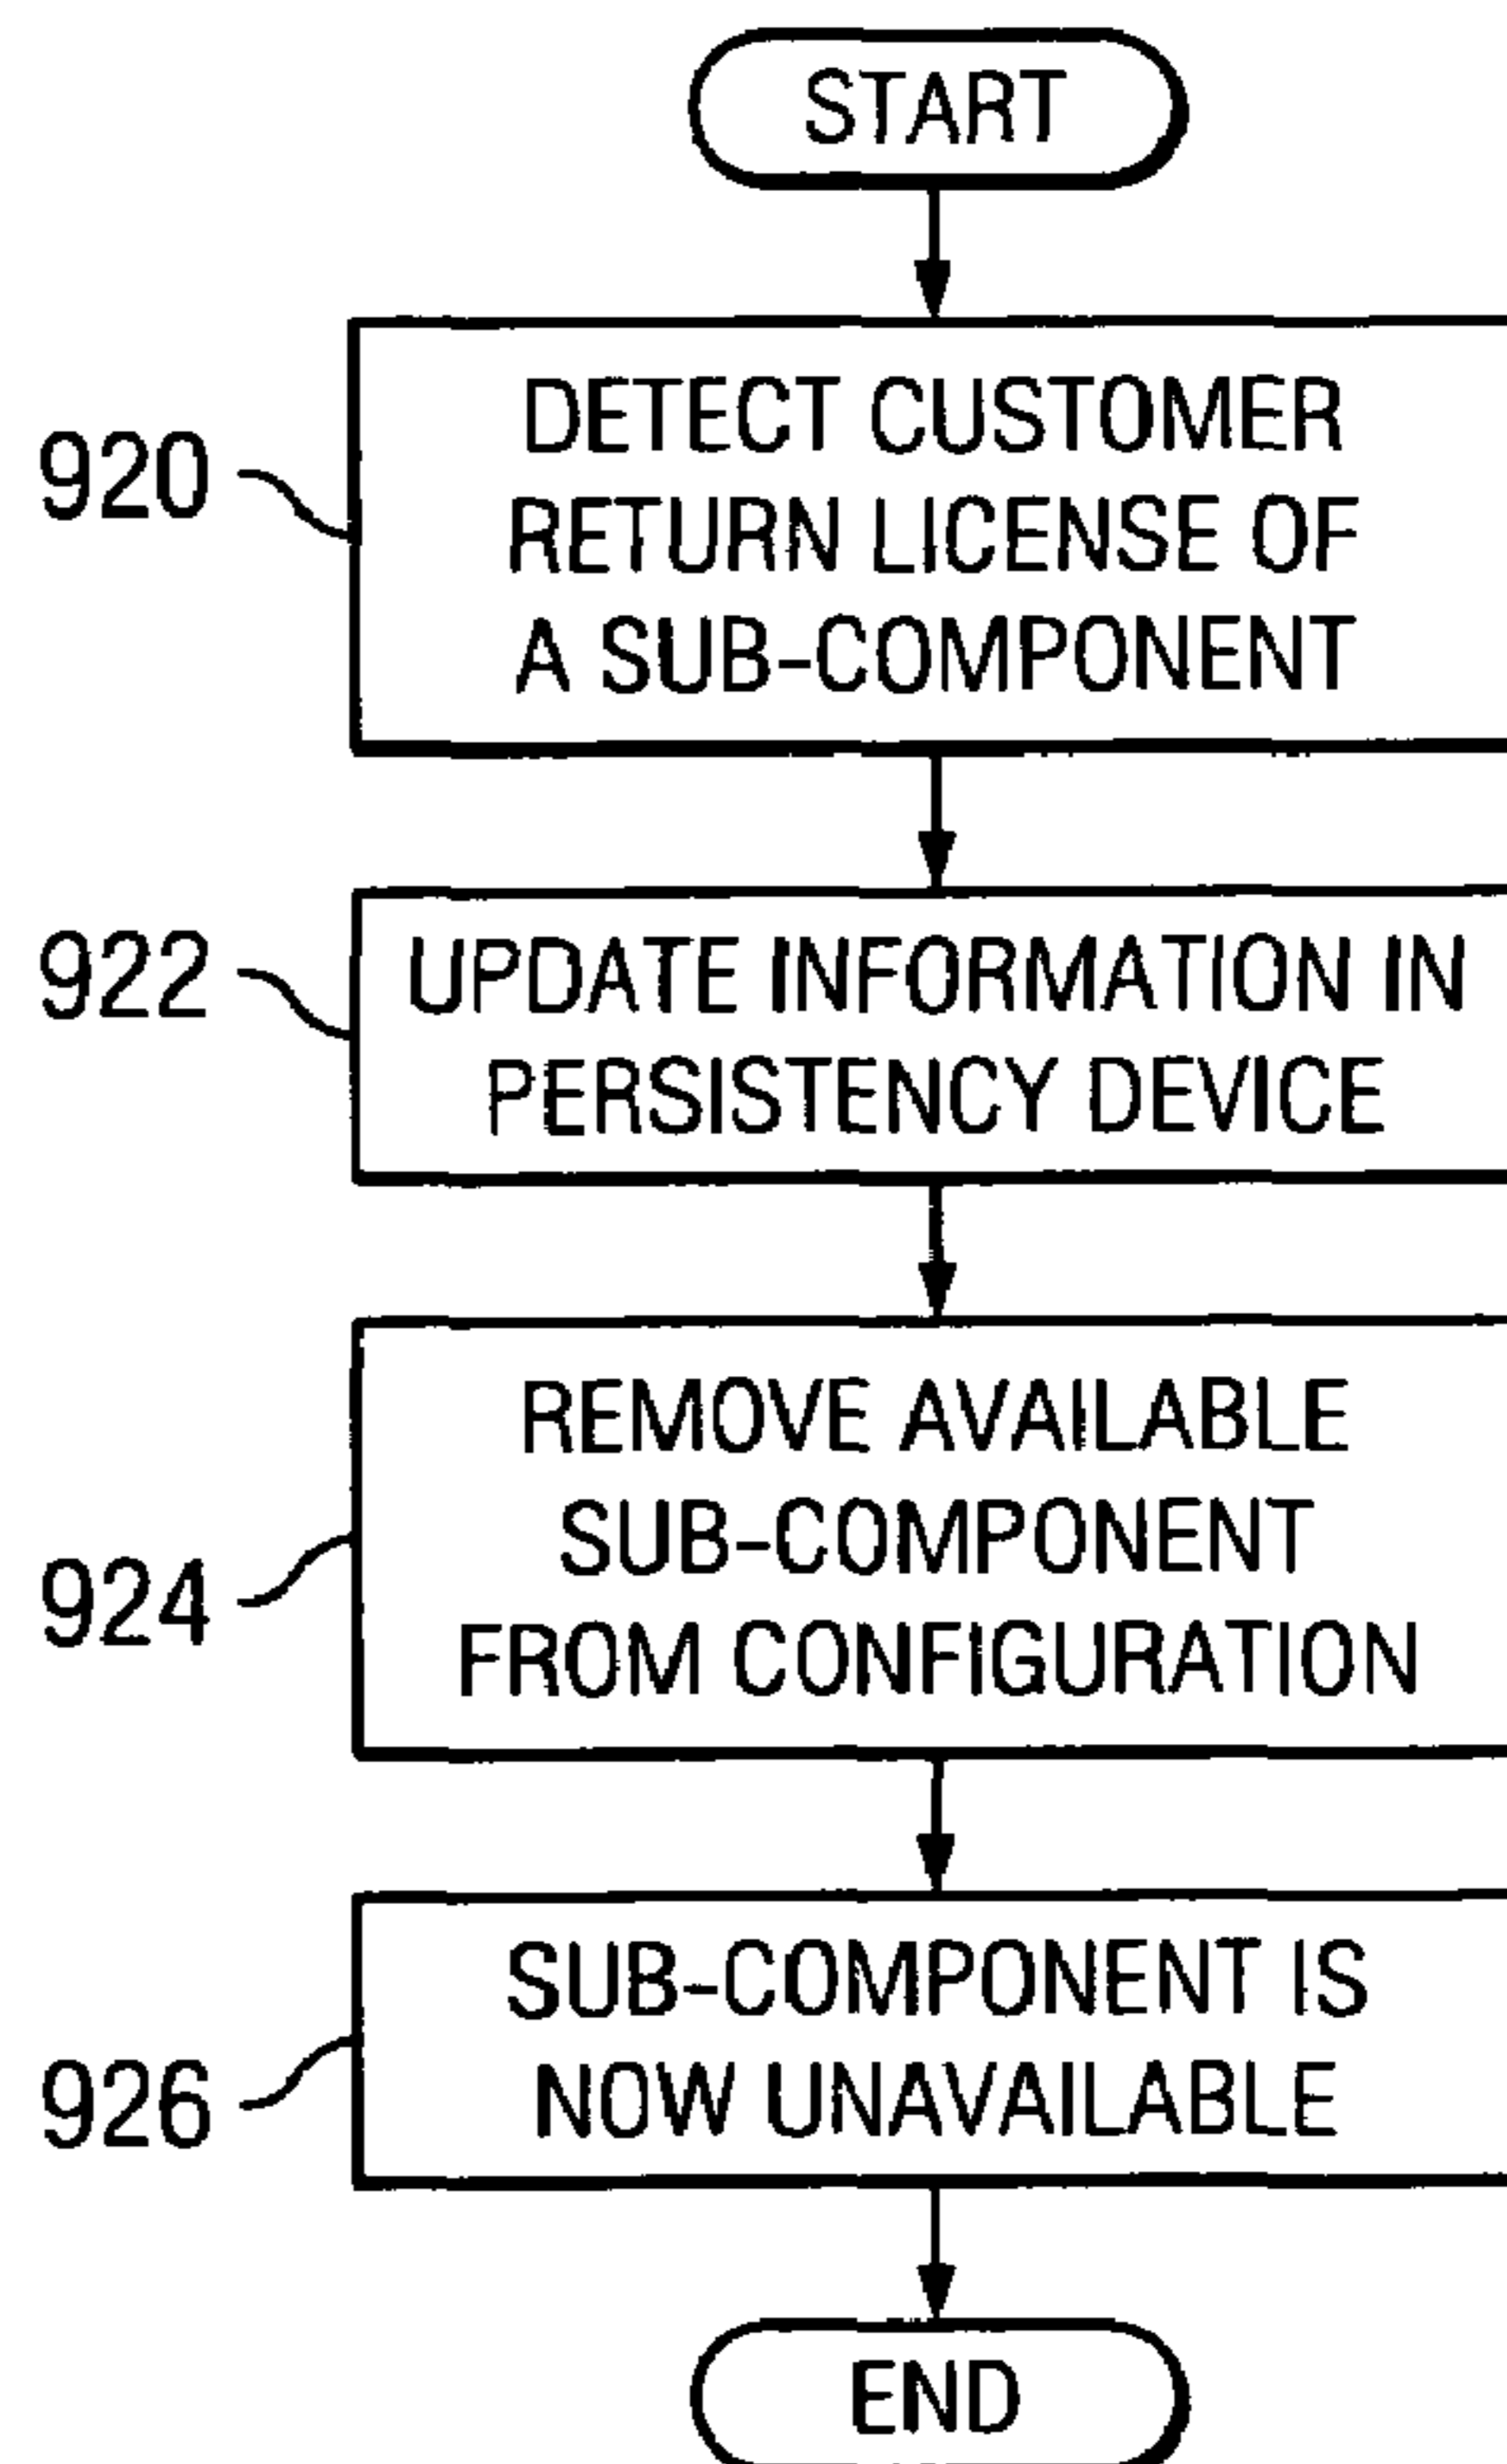 START
920
DETECT CUSTOMER
RETURN LICENSE OF
A SUB-COMPONENT
922
UPDATE INFORMATION IN
PERSISTENCY DEVICE
924
REMOVE AVAILABLE
SUB-COMPONENT
FROM CONFIGURATION
926
SUB-COMPONENT IS
NOW UNAVAILABLE
END